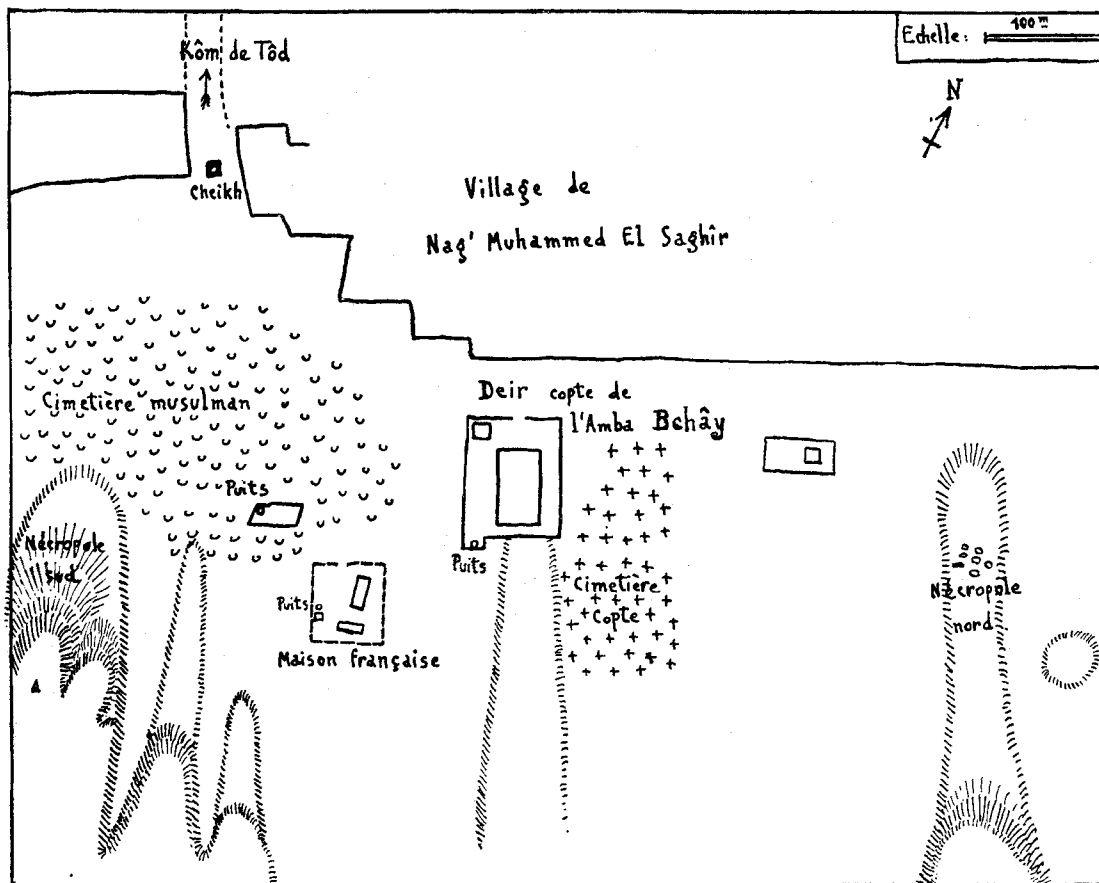 Echelle: 100 m
Kôm de Tôd
N
Cheikh
Village de
Nag' Muhammed El Saghîr
Deir copte de
l'Amba Bchây
Cimetière musulman
Puits
Nécropole
sud
Puits
Cimetière
Copte
Nécropole
nord
Puits
Maison française